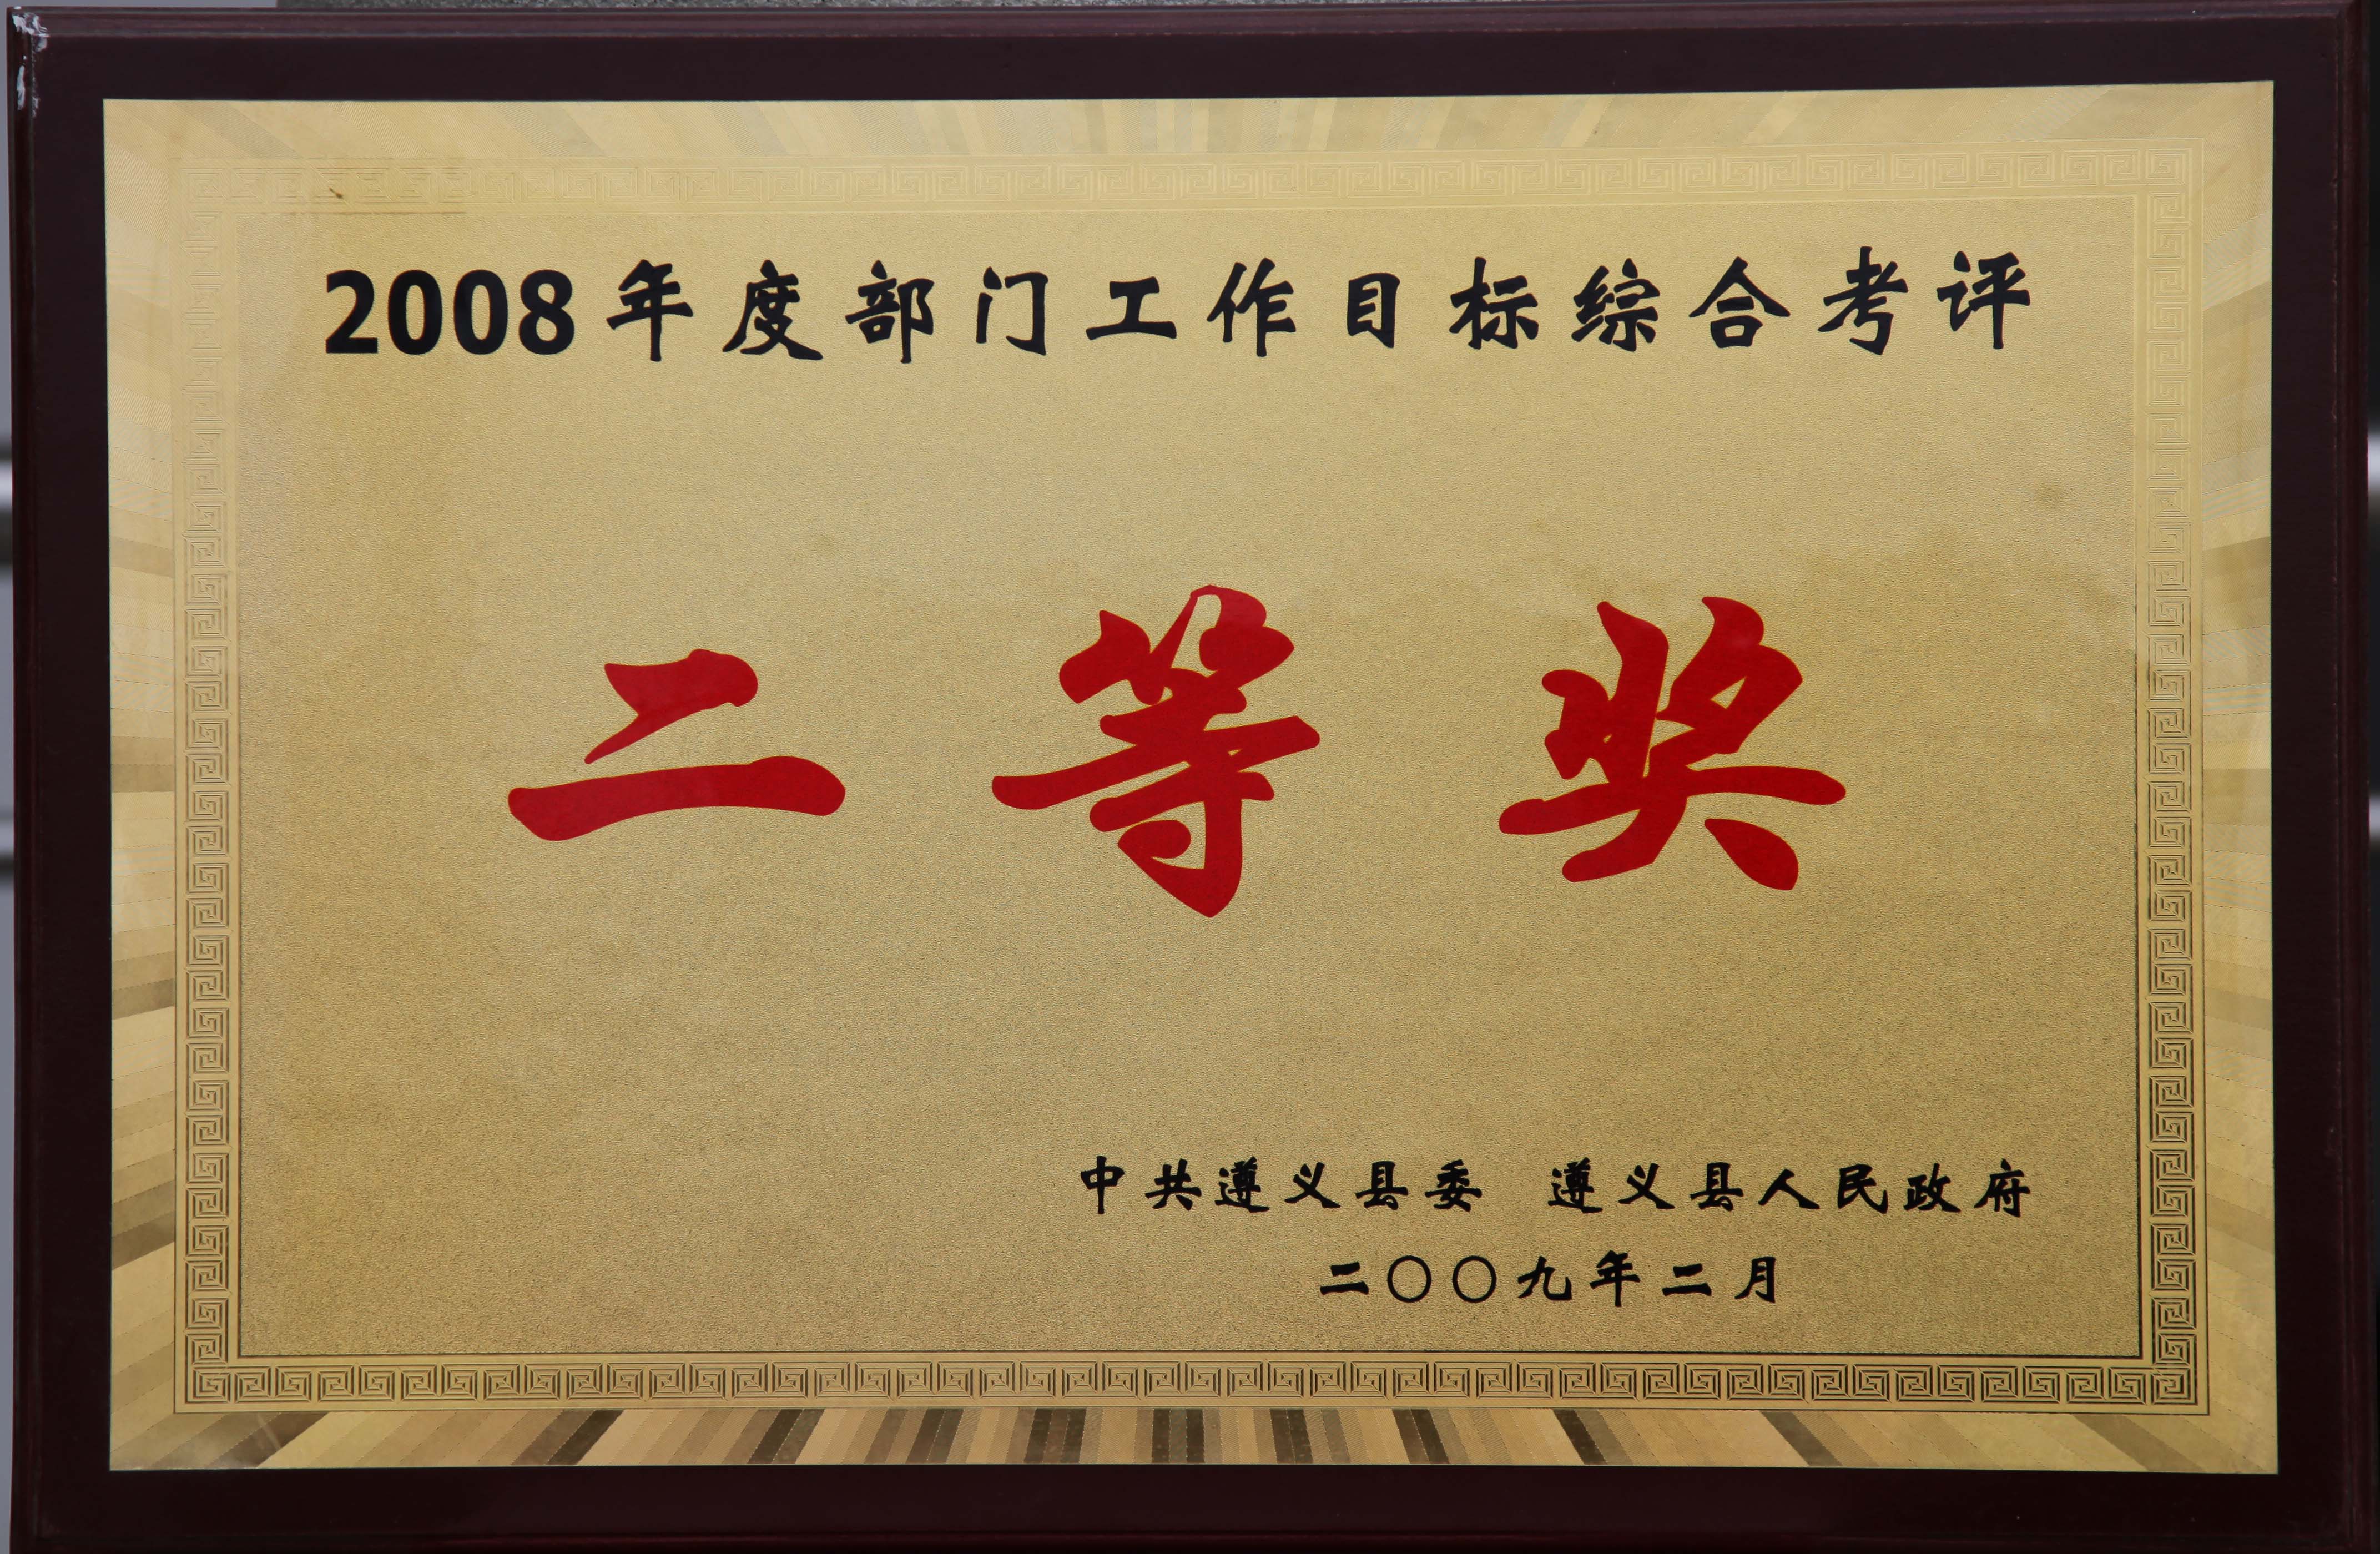 2008年度部门工作目标综合考评
二等奖
中共遵义县委 遵义县人民政府
二〇〇九年二月